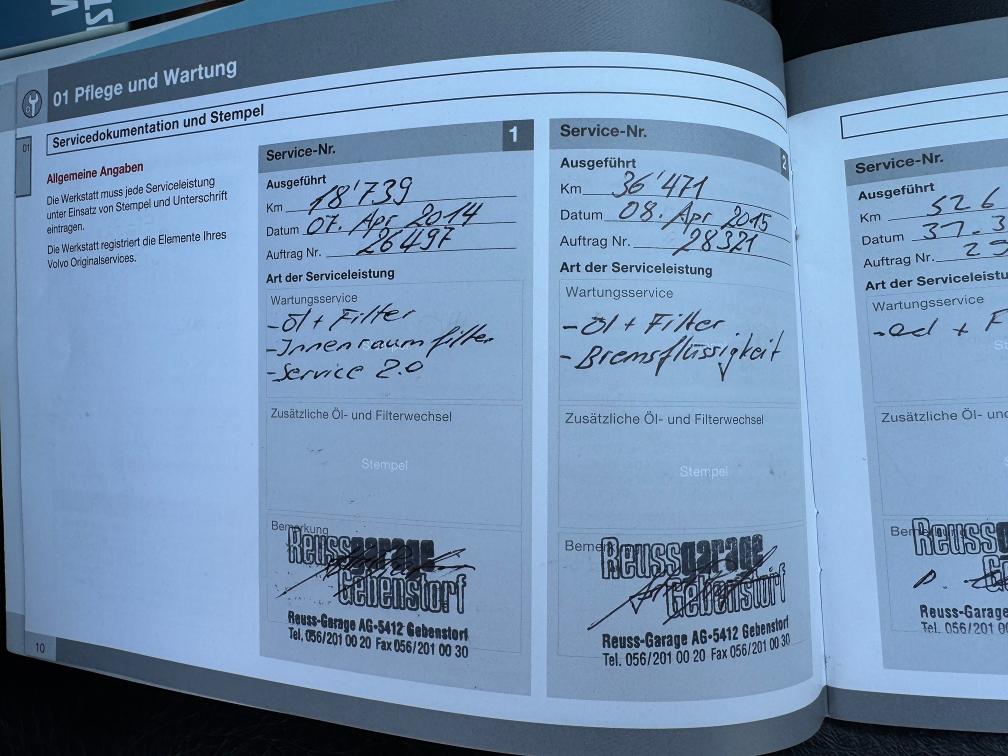 01 Pflege und Wartung
01
Servicedokumentation und Stempel
Allgemeine Angaben
Die Werkstatt muss jede Serviceleistung
unter Einsatz von Stempel und Unterschrift
eintragen.
Die Werkstatt registriert die Elemente Ihres
Volvo Originalservices.
10
Service-Nr. 1
Ausgeführt
Km 18'739
Datum 07. Apr 2014
Auftrag Nr. 26497
Art der Serviceleistung
Wartungsservice
-Öl + Filter
-Innenraumfilter
-Service 2.0
Zusätzliche Öl- und Filterwechsel
Stempel
Bemerkung
Reussgarage
Gebenstorf
Reuss-Garage AG·5412 Gebenstorf
Tel. 056/201 00 20 Fax 056/201 00 30
Service-Nr. 2
Ausgeführt
Km 36'471
Datum 08. Apr 2015
Auftrag Nr. 28321
Art der Serviceleistung
Wartungsservice
-Öl + Filter
-Bremsflüssigkeit
Zusätzliche Öl- und Filterwechsel
Stempel
Bemerk
Reussgarage
Gebenstorf
Reuss-Garage AG·5412 Gebenstorf
Tel. 056/201 00 20 Fax 056/201 00 30
Service-Nr.
Ausgeführt
Km 526
Datum
Auftrag Nr.
Art der Serviceleistu
Wartungsservice
+ F
St
Zusätzliche Öl- und
Stem
Be
Reussg
Reuss-Garag
Tel. 056/201 0